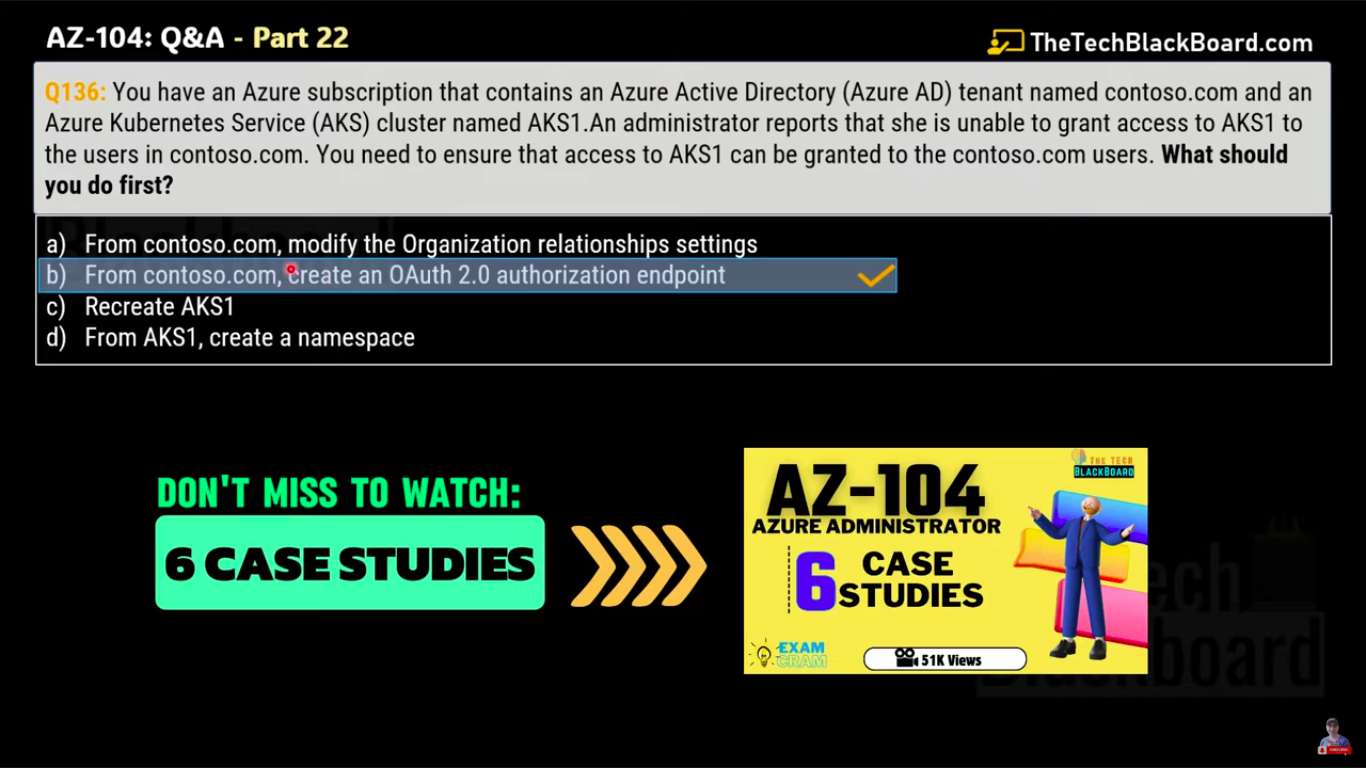 AZ-104: Q&A - Part 22
TheTechBlackBoard.com
Q136: You have an Azure subscription that contains an Azure Active Directory (Azure AD) tenant named contoso.com and an
Azure Kubernetes Service (AKS) cluster named AKS1.An administrator reports that she is unable to grant access to AKS1 to
the users in contoso.com. You need to ensure that access to AKS1 can be granted to the contoso.com users. What should
you do first?
a) From contoso.com, modify the Organization relationships settings
b) From contoso.com, create an OAuth 2.0 authorization endpoint
c) Recreate AKS1
d) From AKS1, create a namespace
DON'T MISS TO WATCH:
6 CASE STUDIES
THE TECH
BLACKBOARD
AZ-104
AZURE ADMINISTRATOR
6 CASE
STUDIES
EXAM
CRAM
51K Views